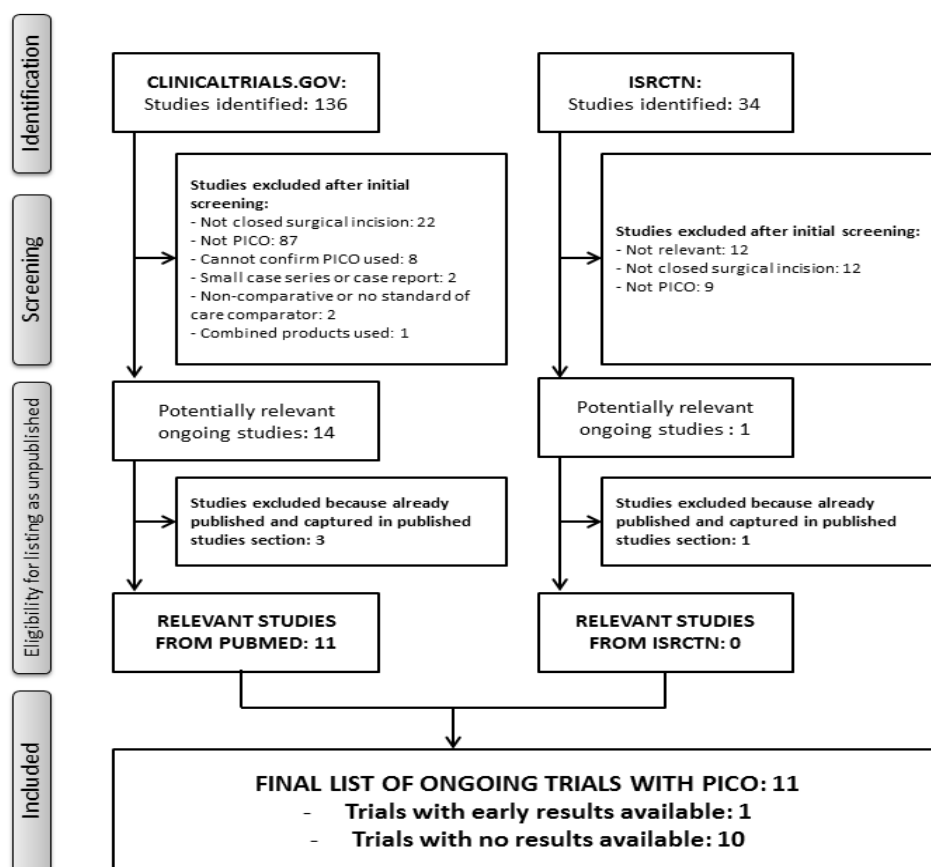 Identification
CLINICALTRIALS.GOV:
Studies identified: 136
ISRCTN:
Studies identified: 34
Screening
Studies excluded after initial
screening:
- Not closed surgical incision: 22
- Not PICO: 87
- Cannot confirm PICO used: 8
- Small case series or case report: 2
- Non-comparative or no standard of
care comparator: 2
- Combined products used: 1
Studies excluded after initial screening:
- Not relevant: 12
- Not closed surgical incision: 12
- Not PICO: 9
Eligibility for listing as unpublished
Potentially relevant
ongoing studies: 14
Potentially relevant
ongoing studies : 1
Studies excluded because already
published and captured in published
studies section: 3
Studies excluded because already
published and captured in published
studies section: 1
RELEVANT STUDIES
FROM PUBMED: 11
RELEVANT STUDIES
FROM ISRCTN: 0
Included
FINAL LIST OF ONGOING TRIALS WITH PICO: 11
- Trials with early results available: 1
- Trials with no results available: 10